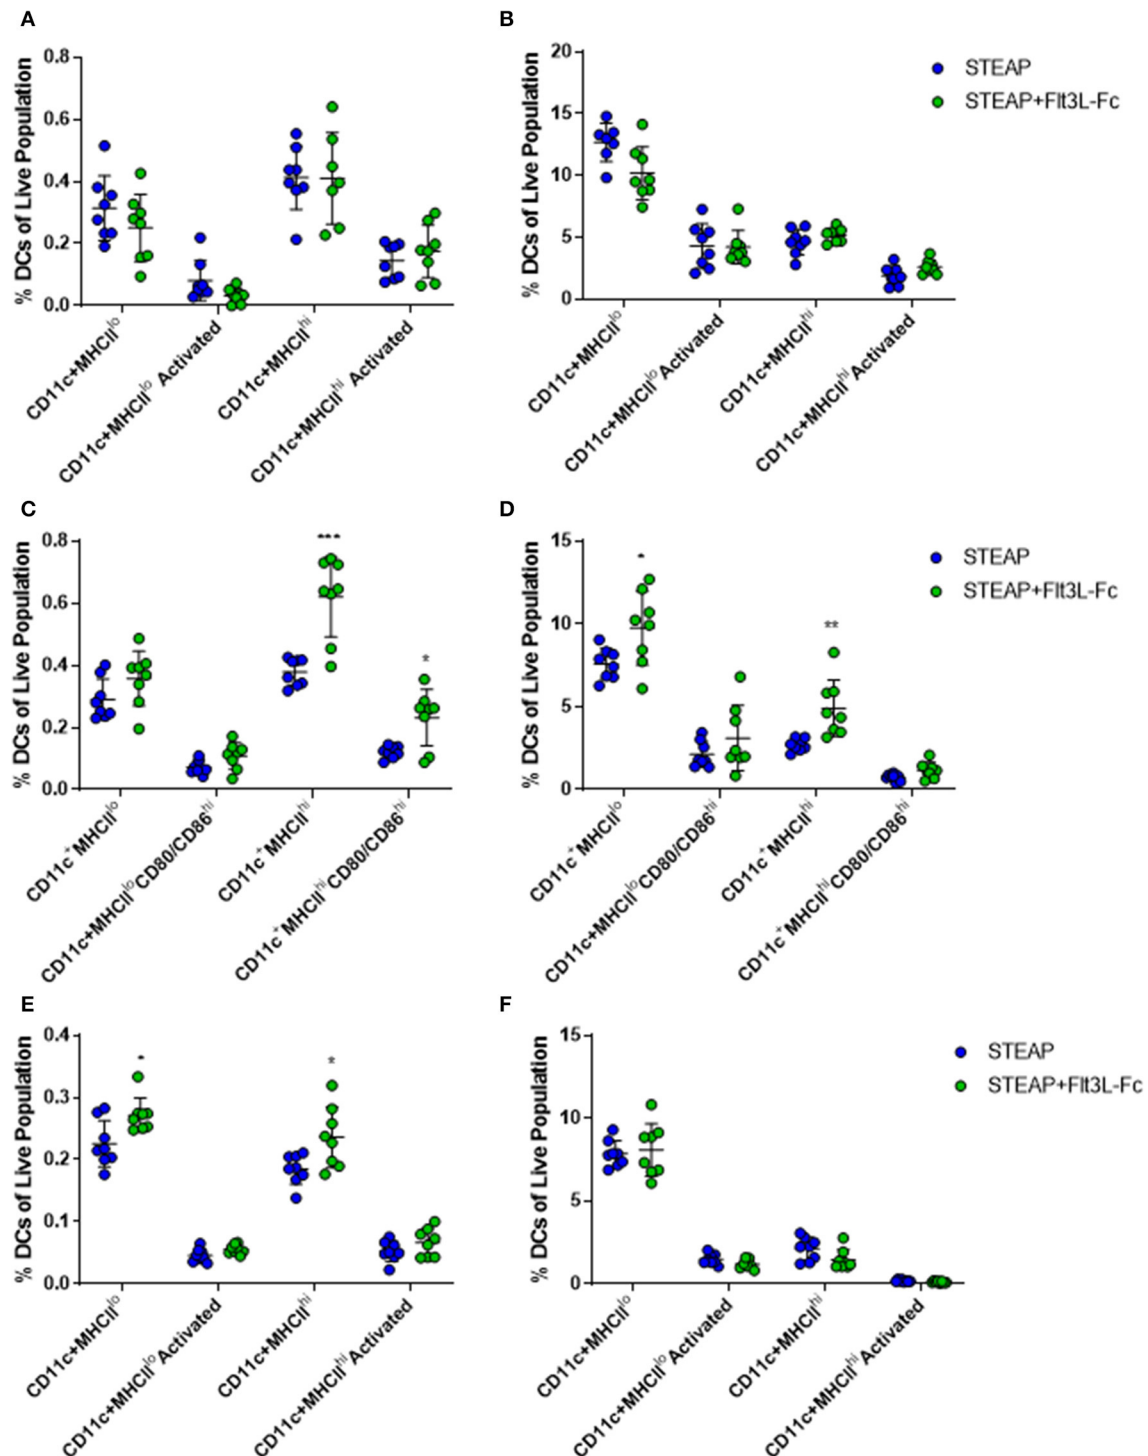 A
% DCs of Live Population
0.8
0.6
0.4
0.2
0.0
CD11c+MHCII^lo
CD11c+MHCII^lo Activated
CD11c+MHCII^hi
CD11c+MHCII^hi Activated
B
% DCs of Live Population
20
15
10
5
0
CD11c+MHCII^lo
CD11c+MHCII^lo Activated
CD11c+MHCII^hi
CD11c+MHCII^hi Activated
STEAP
STEAP+Flt3L-Fc
C
% DCs of Live Population
0.8
0.6
0.4
0.2
0.0
***
*
CD11c^+MHCII^lo
CD11c+MHCII^lo CD80/CD86^hi
CD11c^+MHCII^hi
CD11c^+MHCII^hi CD80/CD86^hi
D
% DCs of Live Population
15
10
5
0
*
**
CD11c^+MHCII^lo
CD11c+MHCII^lo CD80/CD86^hi
CD11c^+MHCII^hi
CD11c^+MHCII^hi CD80/CD86^hi
STEAP
STEAP+Flt3L-Fc
E
% DCs of Live Population
0.4
0.3
0.2
0.1
0.0
*
*
CD11c+MHCII^lo
CD11c+MHCII^lo Activated
CD11c+MHCII^hi
CD11c+MHCII^hi Activated
F
% DCs of Live Population
15
10
5
0
CD11c+MHCII^lo
CD11c+MHCII^lo Activated
CD11c+MHCII^hi
CD11c+MHCII^hi Activated
STEAP
STEAP+Flt3L-Fc